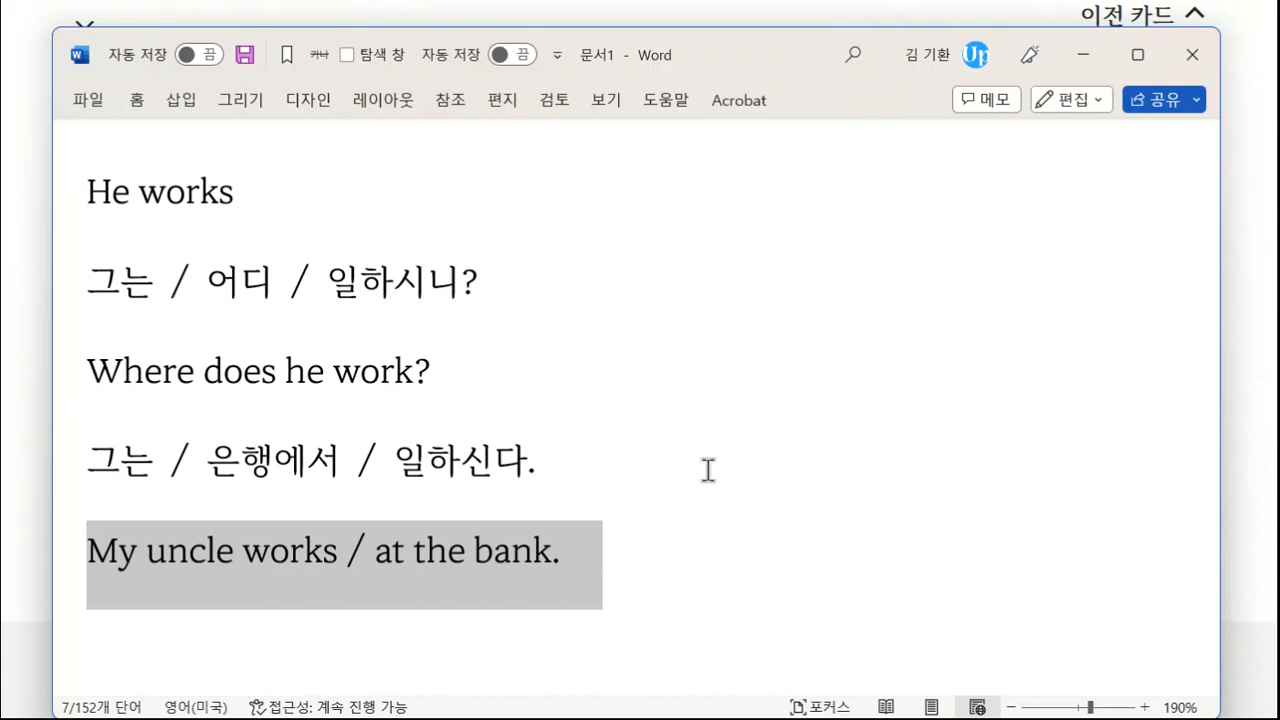 이전 카드
자동 저장 끔 가나 탐색 창 자동 저장 끔 문서1 - Word 김 기환 Up
파일 홈 삽입 그리기 디자인 레이아웃 참조 편지 검토 보기 도움말 Acrobat 메모 편집 공유
He works
그는 / 어디 / 일하시니?
Where does he work?
그는 / 은행에서 / 일하신다.
My uncle works / at the bank.
7/152개 단어 영어(미국) 접근성: 계속 진행 가능 포커스 190%